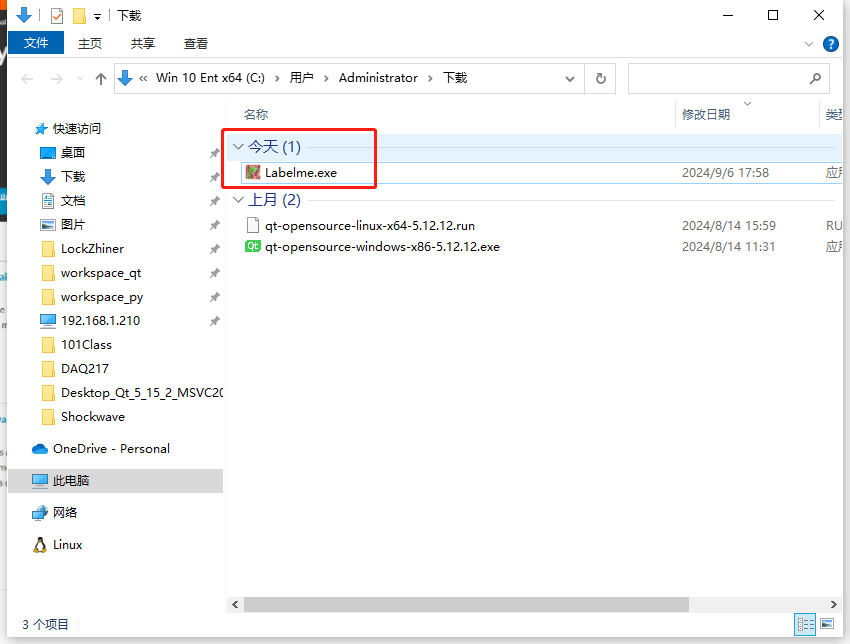 下载
文件 主页 共享 查看
« Win 10 Ent x64 (C:) › 用户 › Administrator › 下载
名称 修改日期
快速访问
桌面
下载
文档
图片
LockZhiner
workspace_qt
workspace_py
192.168.1.210
101Class
DAQ217
Desktop_Qt_5_15_2_MSVC20
Shockwave
OneDrive - Personal
此电脑
网络
Linux
今天 (1)
Labelme.exe 2024/9/6 17:58
上月 (2)
qt-opensource-linux-x64-5.12.12.run 2024/8/14 15:59 RU
qt-opensource-windows-x86-5.12.12.exe 2024/8/14 11:31
3 个项目